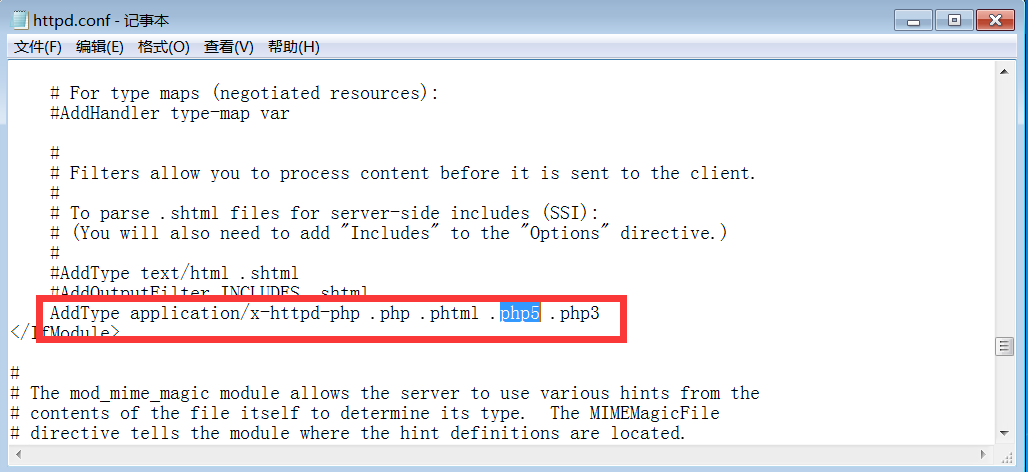 httpd.conf - 记事本
文件(F) 编辑(E) 格式(O) 查看(V) 帮助(H)
# For type maps (negotiated resources):
#AddHandler type-map var
#
# Filters allow you to process content before it is sent to the client.
#
# To parse .shtml files for server-side includes (SSI):
# (You will also need to add "Includes" to the "Options" directive.)
#
#AddType text/html .shtml
#AddOutputFilter INCLUDES .shtml
AddType application/x-httpd-php .php .phtml .php5 .php3
</IfModule>
#
# The mod_mime_magic module allows the server to use various hints from the
# contents of the file itself to determine its type.  The MIMEMagicFile
# directive tells the module where the hint definitions are located.